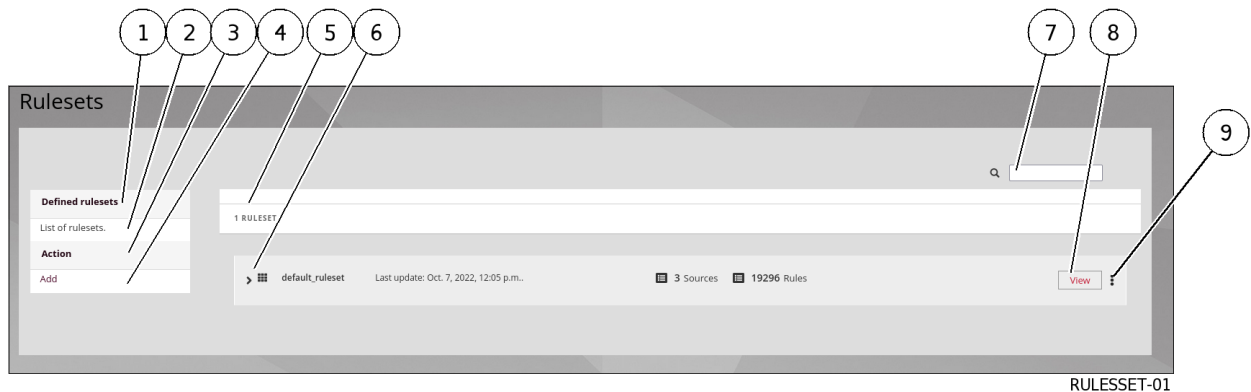 1 2 3 4 5 6 7 8
9
Rulesets
Defined rulesets
List of rulesets.
Action
Add
1 RULESET
default_ruleset Last update: Oct. 7, 2022, 12:05 p.m.. 3 Sources 19296 Rules View
RULESSET-01